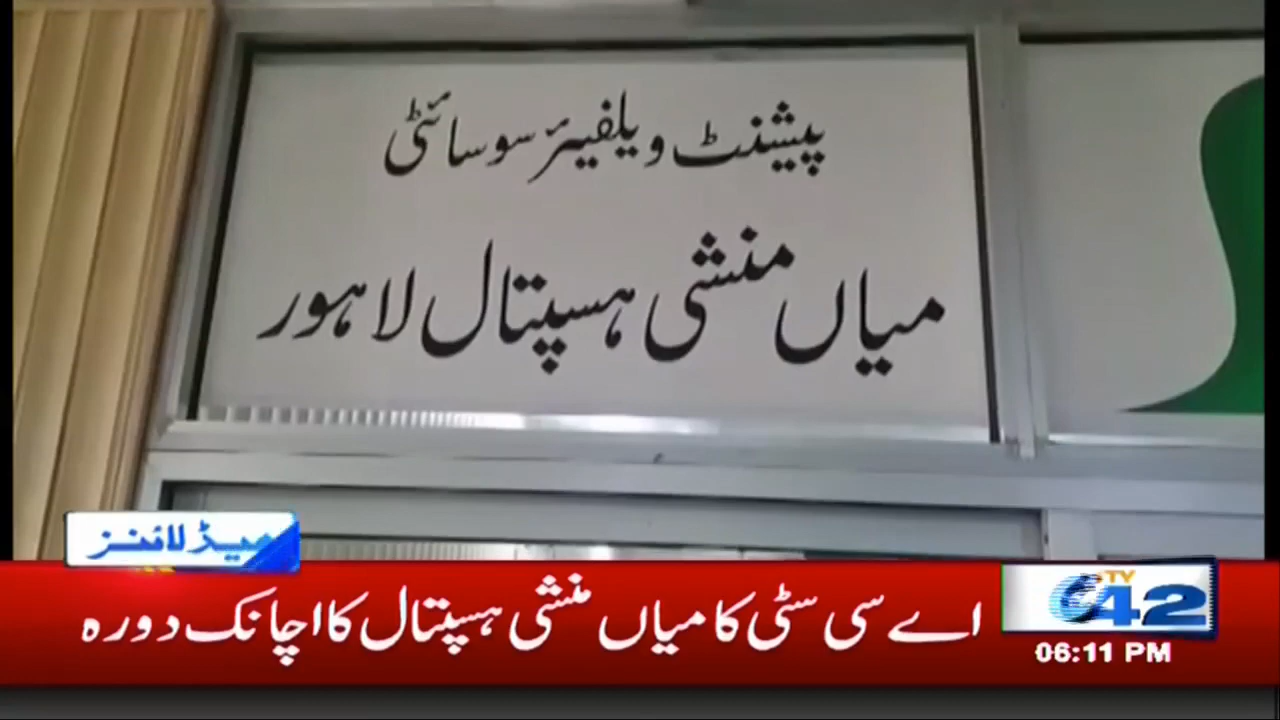 پیشنٹ ویلفیئر سوسائٹی
میاں منشی ہسپتال لاہور
ہیڈلائنز
اے سی سٹی کا میاں منشی ہسپتال کا اچانک دورہ
TV
42
06:11 PM